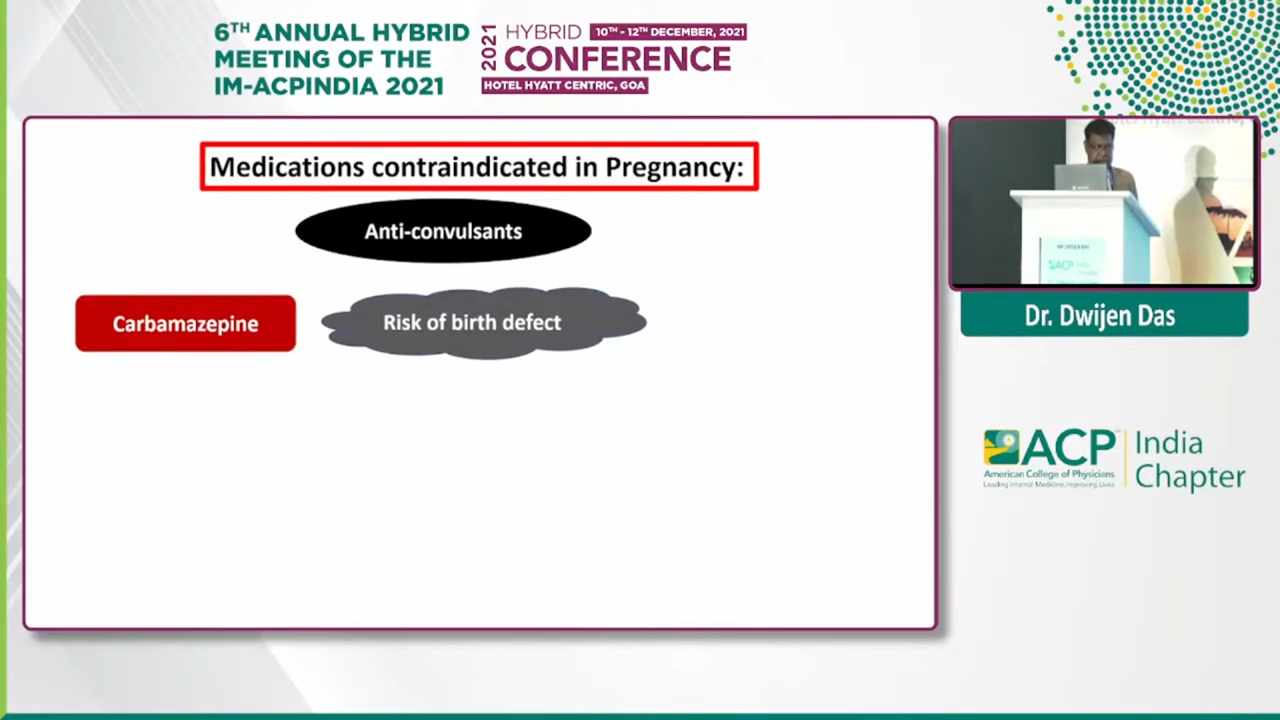 6TH ANNUAL HYBRID
MEETING OF THE
IM-ACPINDIA 2021
2021
HYBRID
10TH - 12TH DECEMBER, 2021
CONFERENCE
HOTEL HYATT CENTRIC, GOA
Medications contraindicated in Pregnancy:
Anti-convulsants
Carbamazepine
Risk of birth defect
ACP
Dr. Dwijen Das
ACP
American College of Physicians
Leading Internal Medicine, Improving Lives
India
Chapter